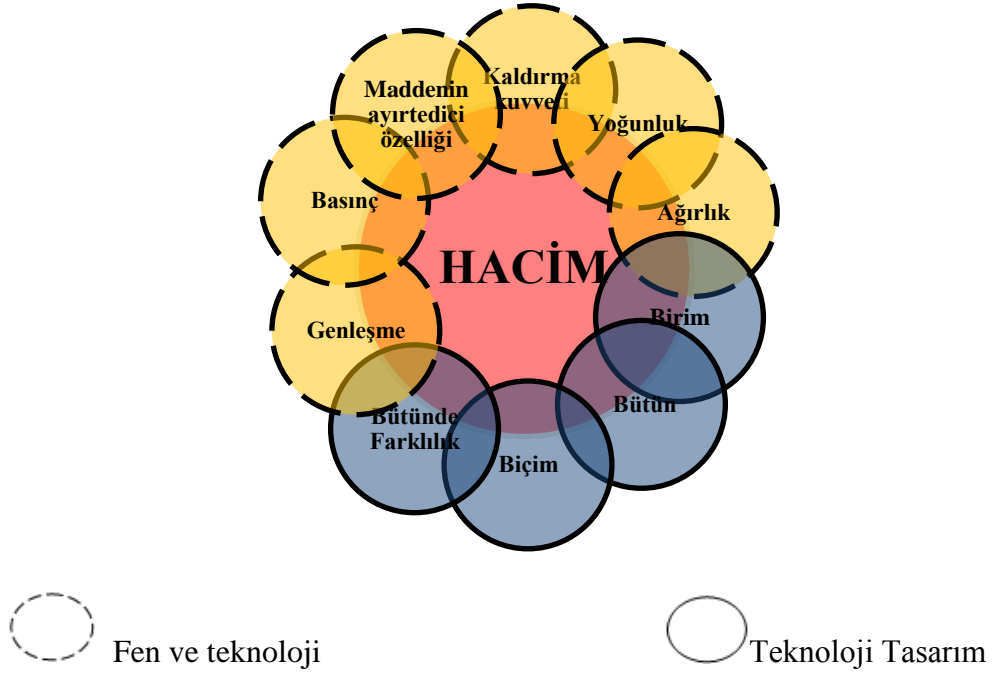 Kaldırma
kuvveti
Maddenin
ayırtedici
özelliği
Yoğunluk
Basınç
Ağırlık
HACİM
Genleşme
Birim
Bütünde
Farklılık
Bütün
Biçim
Fen ve teknoloji
Teknoloji Tasarım